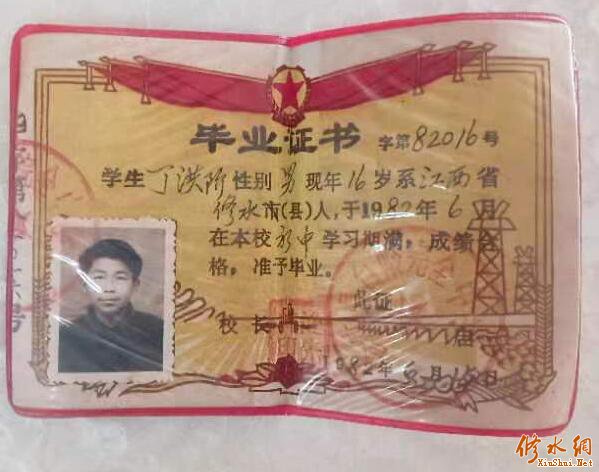 毕业证书 字第82016号
学生丁洪阶性别男现年16岁系江西省
修水市(县)人,于1982年6月
在本校初中学习期满,成绩合
格,准予毕业。
此证
校长
1982年6月15日
修水網
XiuShui.Net